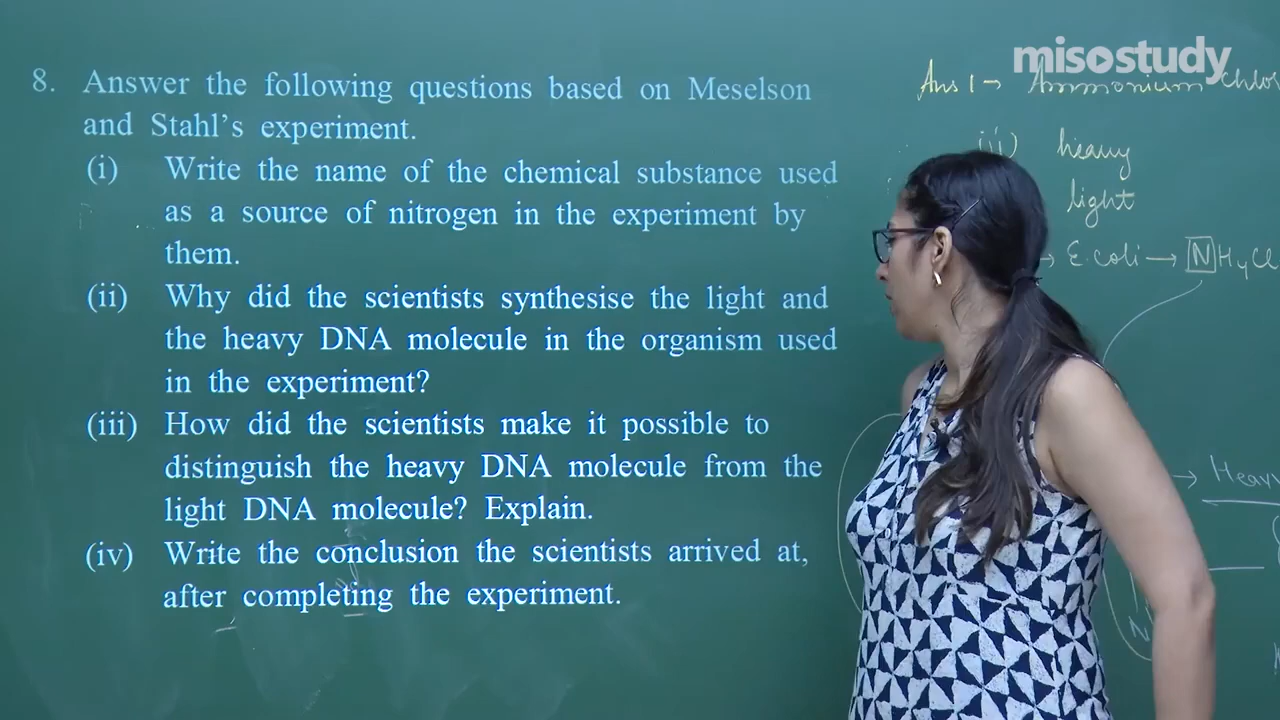 misostudy
8. Answer the following questions based on Meselson
and Stahl's experiment.
(i) Write the name of the chemical substance used
as a source of nitrogen in the experiment by
them.
(ii) Why did the scientists synthesise the light and
the heavy DNA molecule in the organism used
in the experiment?
(iii) How did the scientists make it possible to
distinguish the heavy DNA molecule from the
light DNA molecule? Explain.
(iv) Write the conclusion the scientists arrived at,
after completing the experiment.
Ans 1 → Ammonium chlo
iii) heavy
light
→ E.coli → NH4Cl
→ Heavi
N